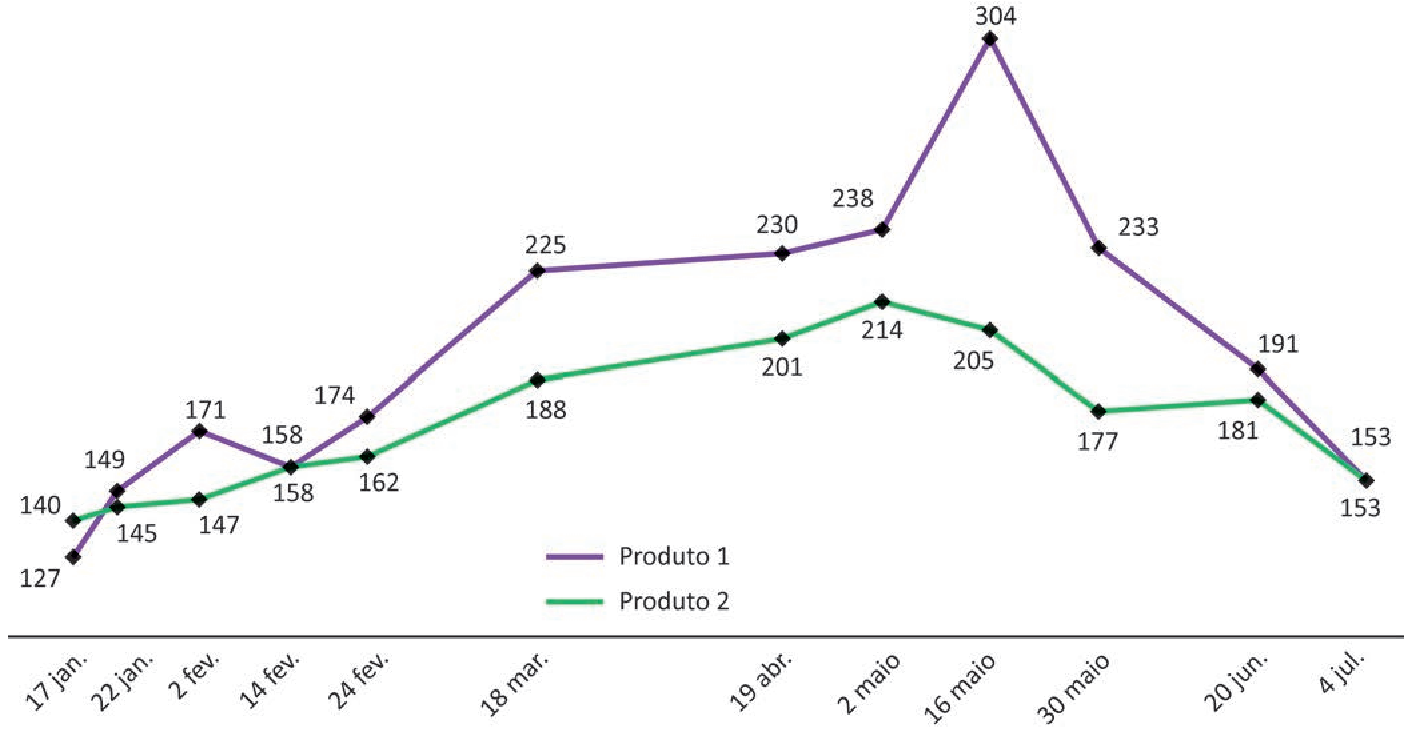 304
238
230
233
225
214
201
205
191
174
188
171
158
177
181
153
149
162
158
140
147
153
145
127
Produto 1
Produto 2
17 jan.
22 jan.
2 fev.
14 fev.
24 fev.
18 mar.
19 abr.
2 maio
16 maio
30 maio
20 jun.
4 jul.